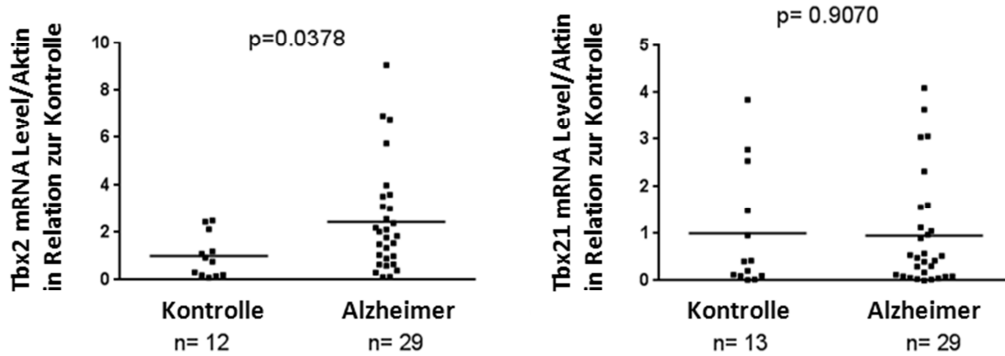 Tbx2 mRNA Level/Aktin
in Relation zur Kontrolle
p=0.0378
10
8
6
4
2
0
Kontrolle
Alzheimer
n= 12
n= 29
Tbx21 mRNA Level/Aktin
in Relation zur Kontrolle
p= 0.9070
5
4
3
2
1
0
Kontrolle
Alzheimer
n= 13
n= 29